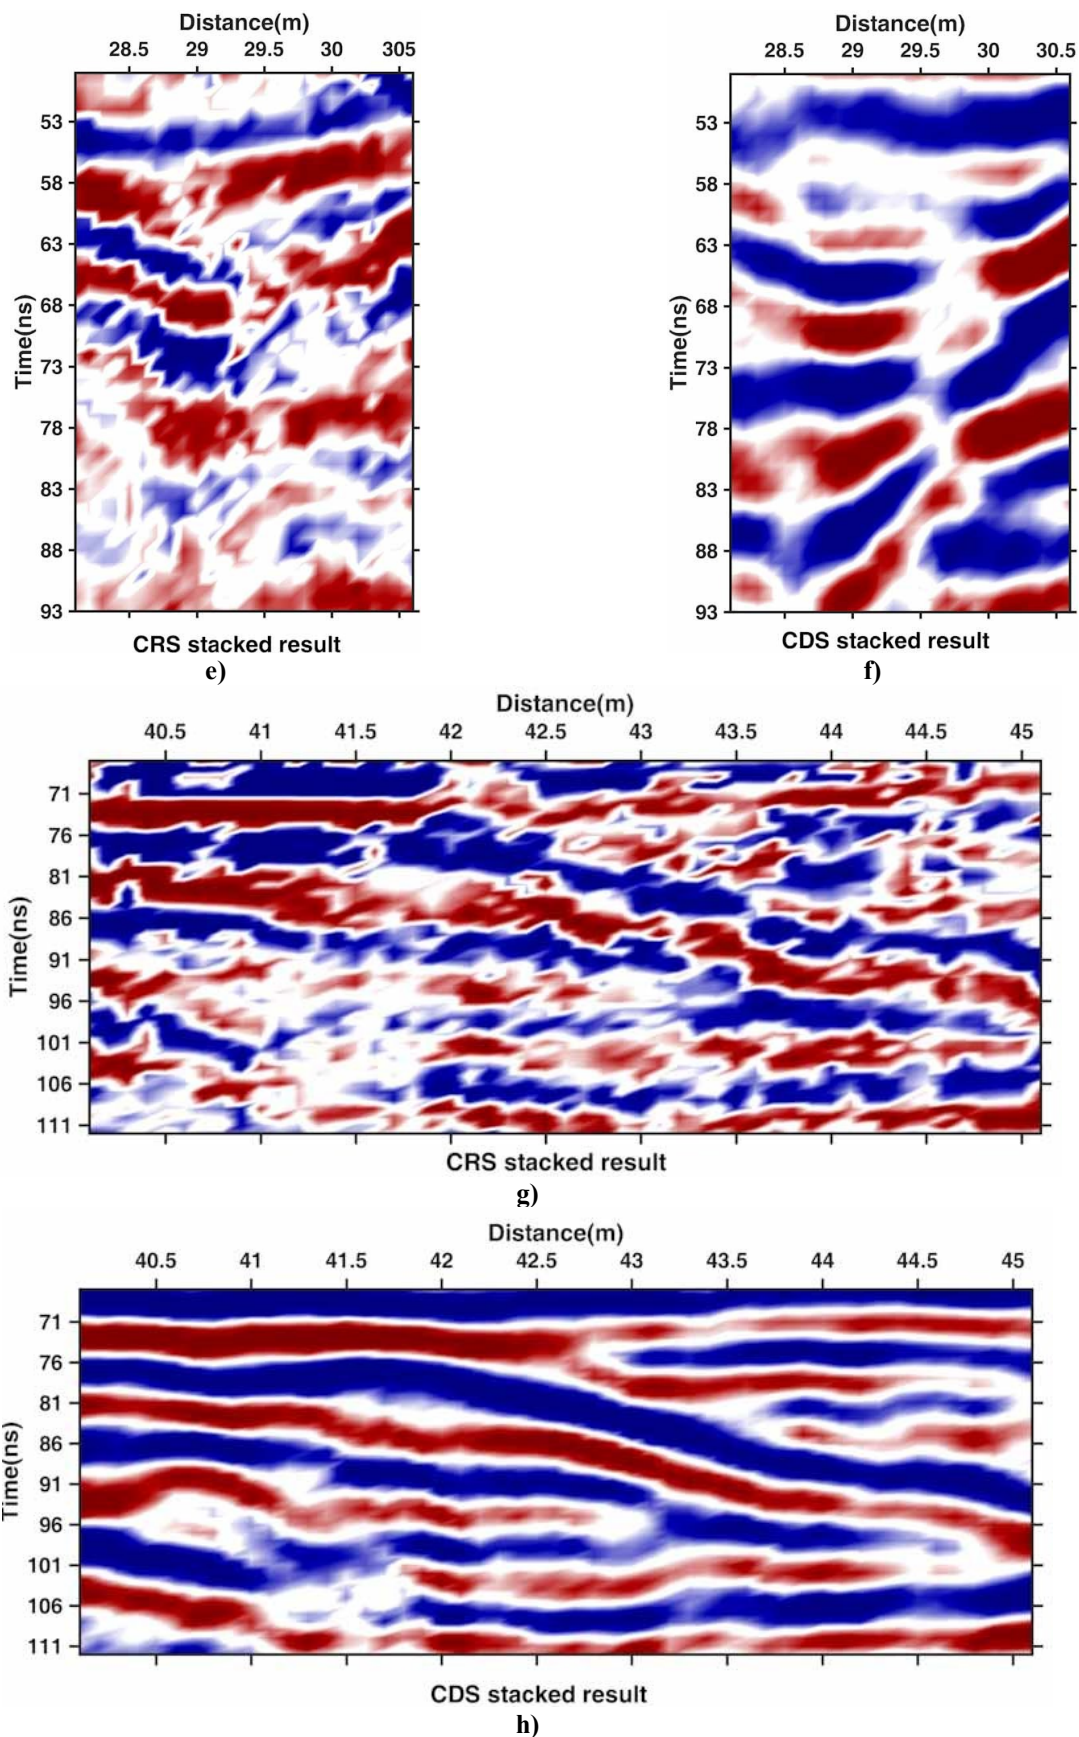 Distance(m)
28.5 29 29.5 30 305
Time(ns)
53
58
63
68
73
78
83
88
93
CRS stacked result
e)
Distance(m)
28.5 29 29.5 30 30.5
Time(ns)
53
58
63
68
73
78
83
88
93
CDS stacked result
f)
Distance(m)
40.5 41 41.5 42 42.5 43 43.5 44 44.5 45
Time(ns)
71
76
81
86
91
96
101
106
111
CRS stacked result
g)
Distance(m)
40.5 41 41.5 42 42.5 43 43.5 44 44.5 45
Time(ns)
71
76
81
86
91
96
101
106
111
CDS stacked result
h)